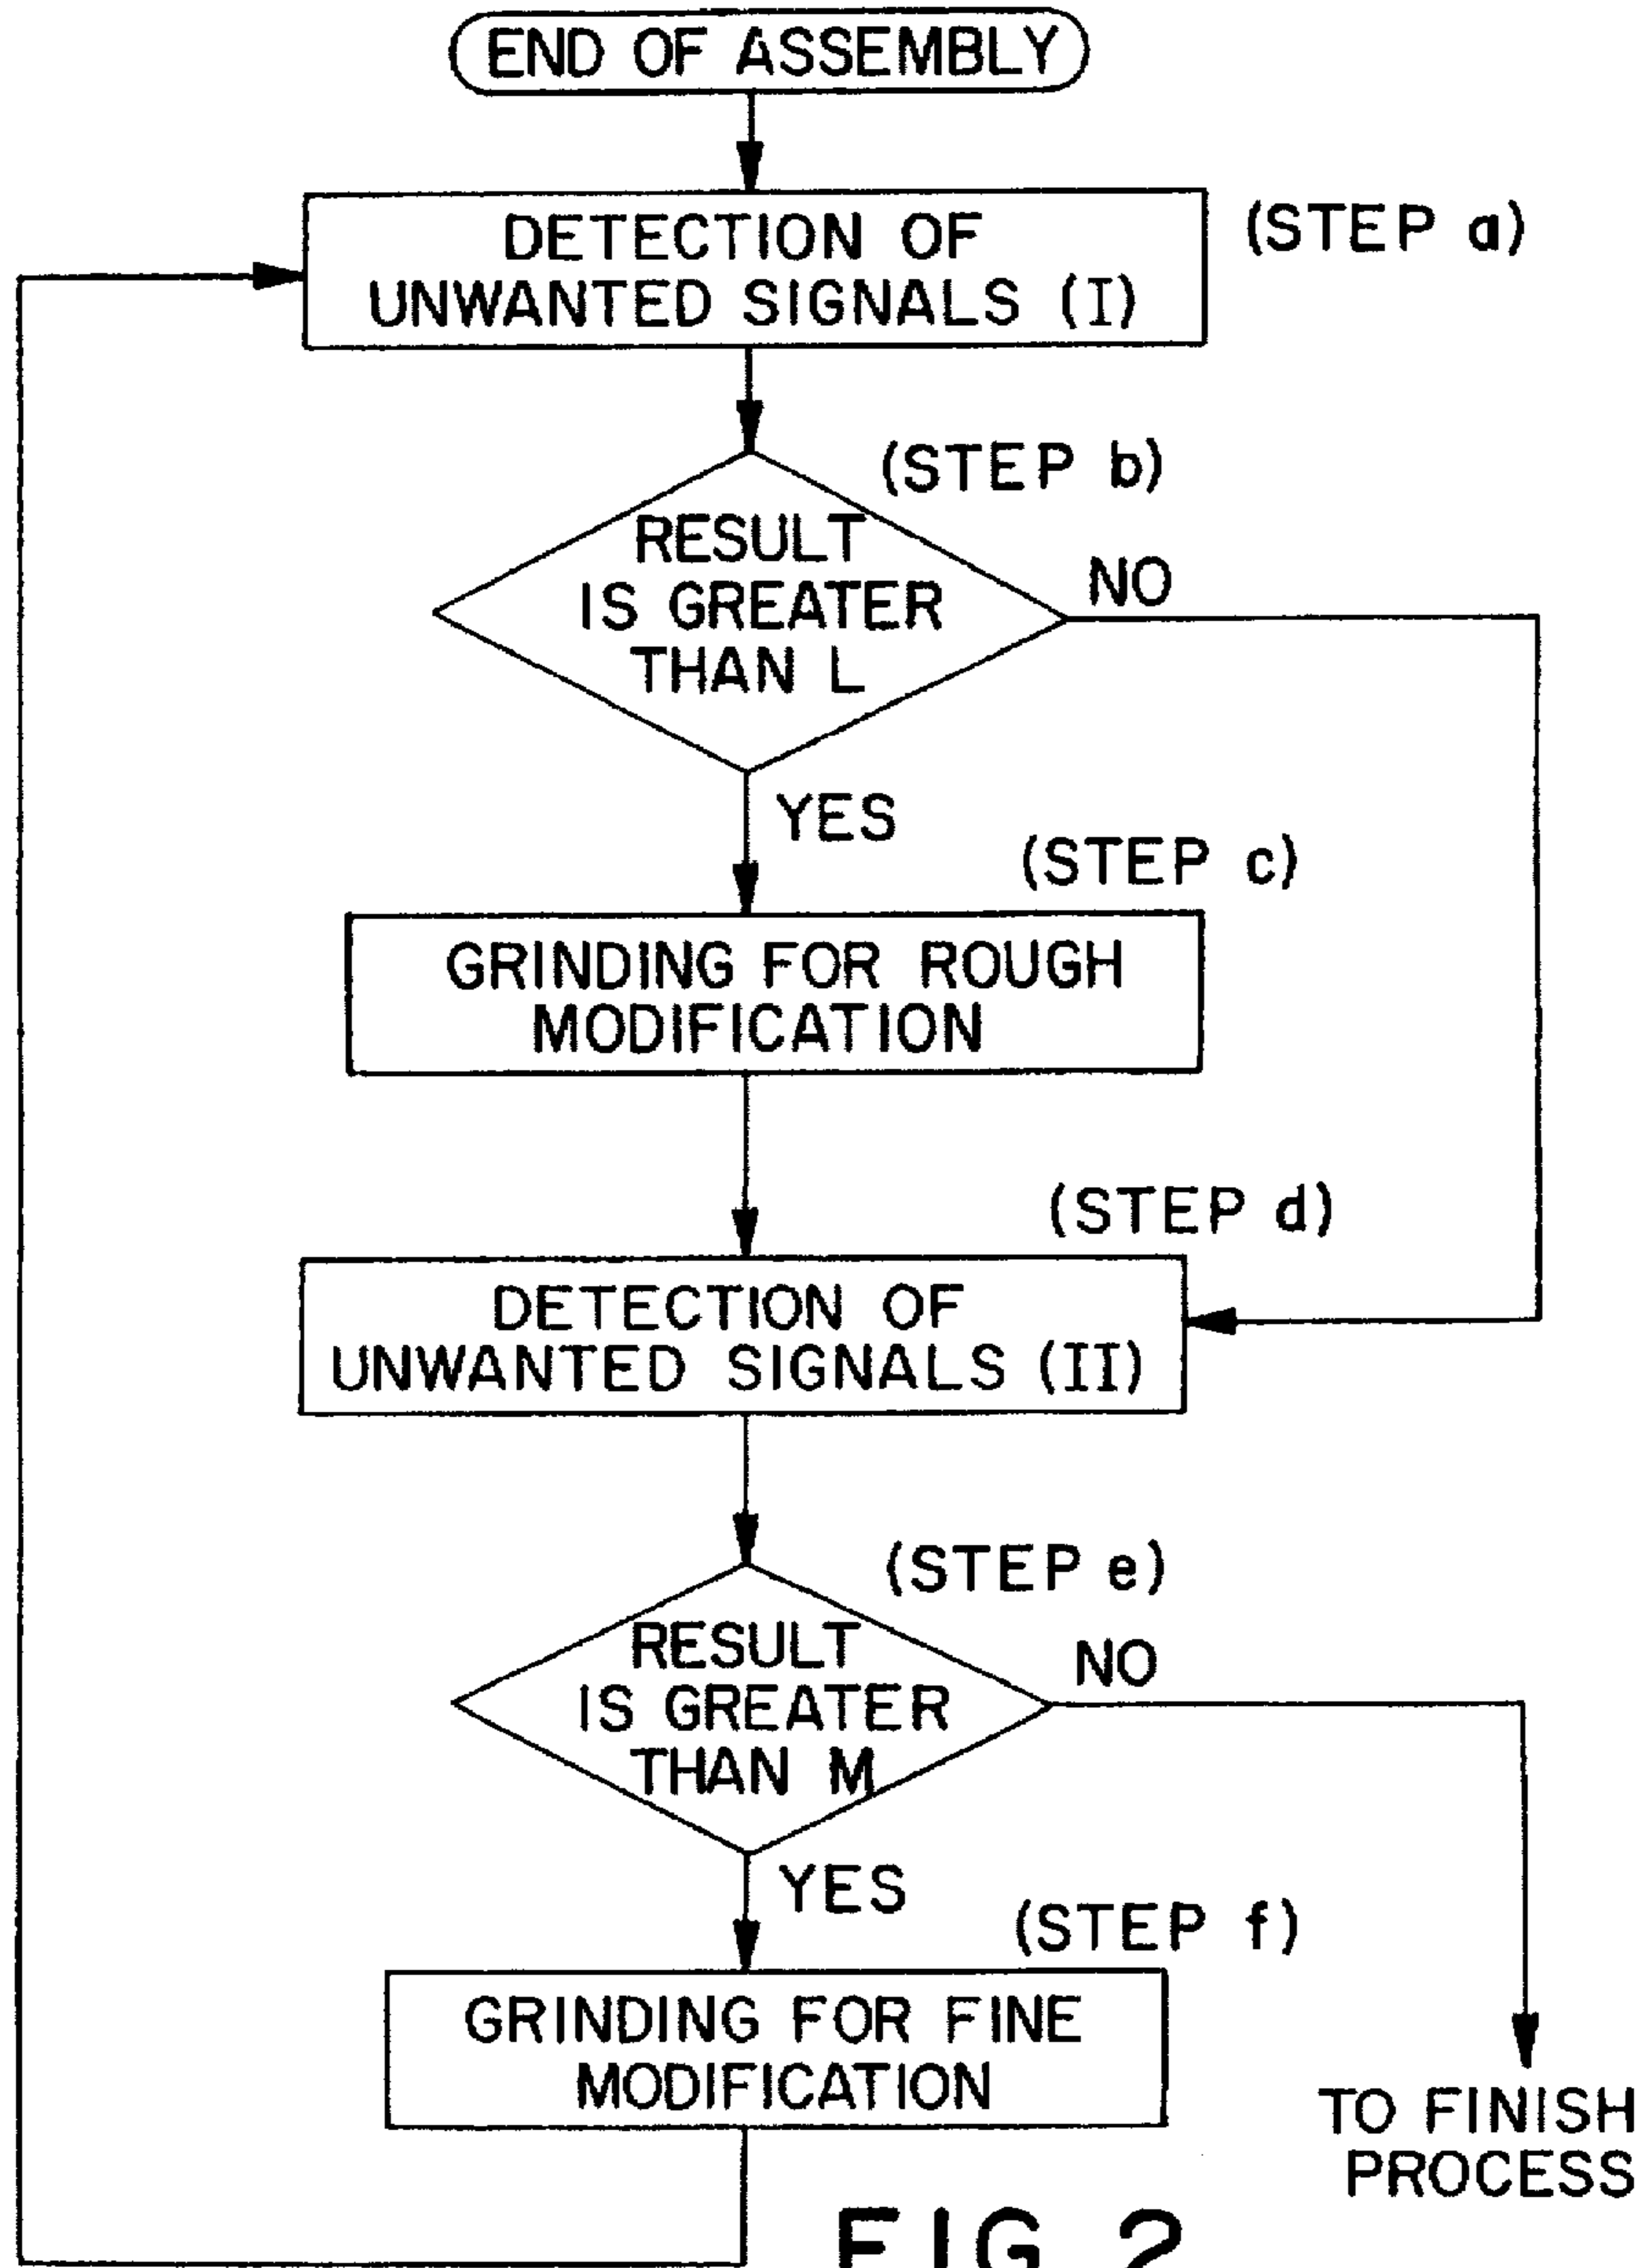 END OF ASSEMBLY
DETECTION OF
UNWANTED SIGNALS (I)
(STEP a)
(STEP b)
RESULT
IS GREATER
THAN L
NO
YES
(STEP c)
GRINDING FOR ROUGH
MODIFICATION
(STEP d)
DETECTION OF
UNWANTED SIGNALS (II)
(STEP e)
RESULT
IS GREATER
THAN M
NO
YES
(STEP f)
GRINDING FOR FINE
MODIFICATION
TO FINISH
PROCESS
FIG. 2